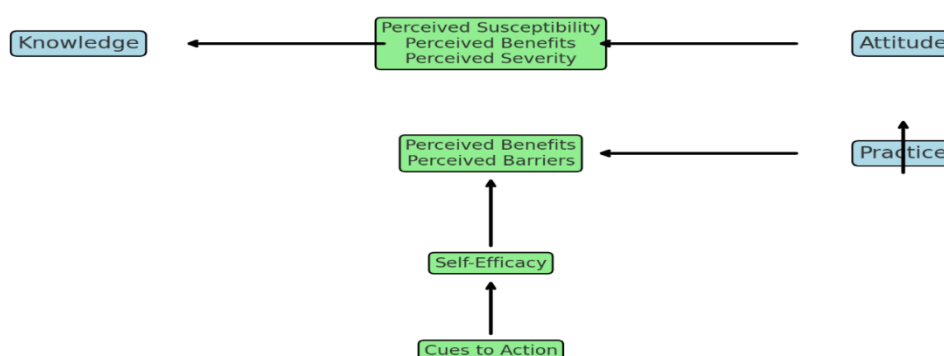 Knowledge
Perceived Susceptibility
Perceived Benefits
Perceived Severity
Attitude
Perceived Benefits
Perceived Barriers
Practice
Self-Efficacy
Cues to Action